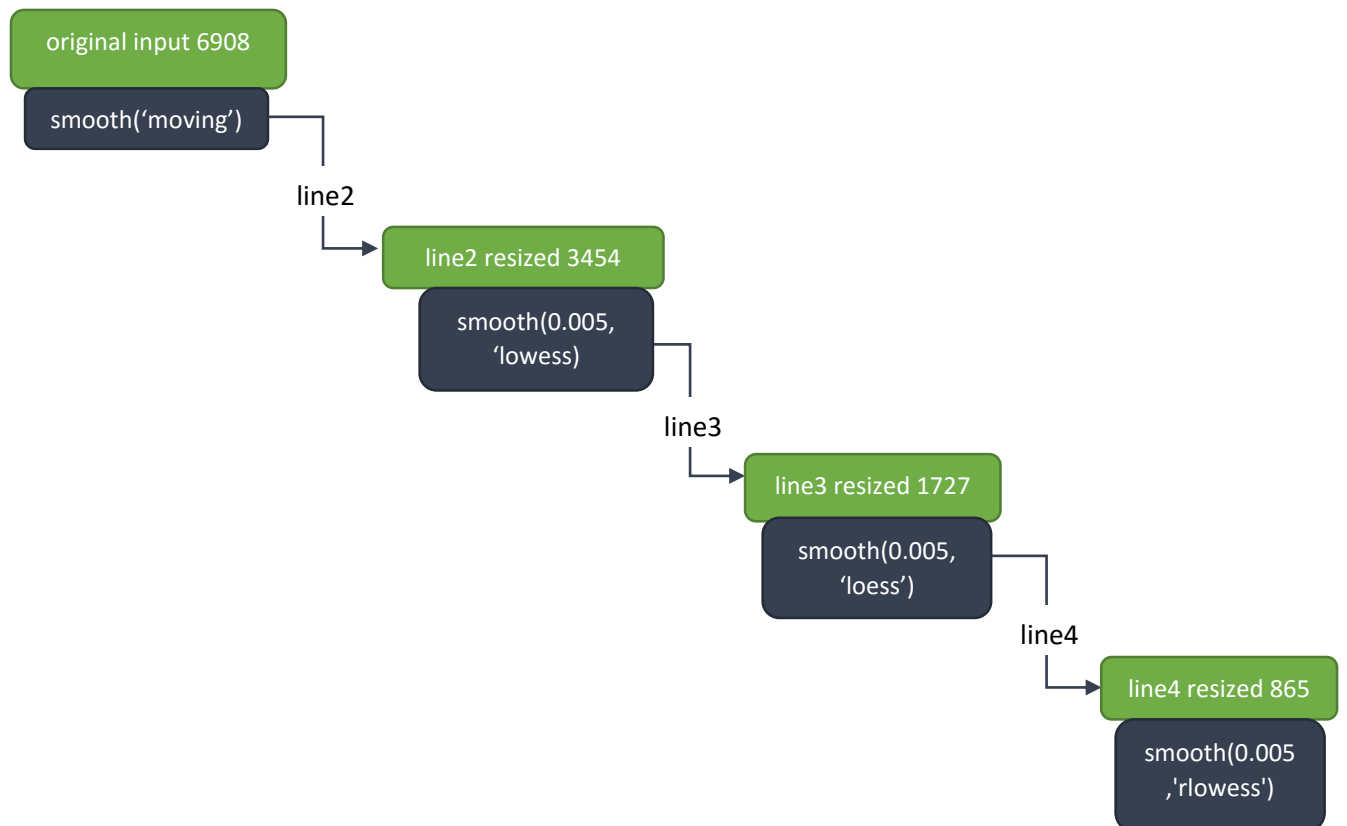 original input 6908
smooth(‘moving’)
line2
line2 resized 3454
smooth(0.005,
‘lowess)
line3
line3 resized 1727
smooth(0.005,
‘loess’)
line4
line4 resized 865
smooth(0.005
,'rlowess')